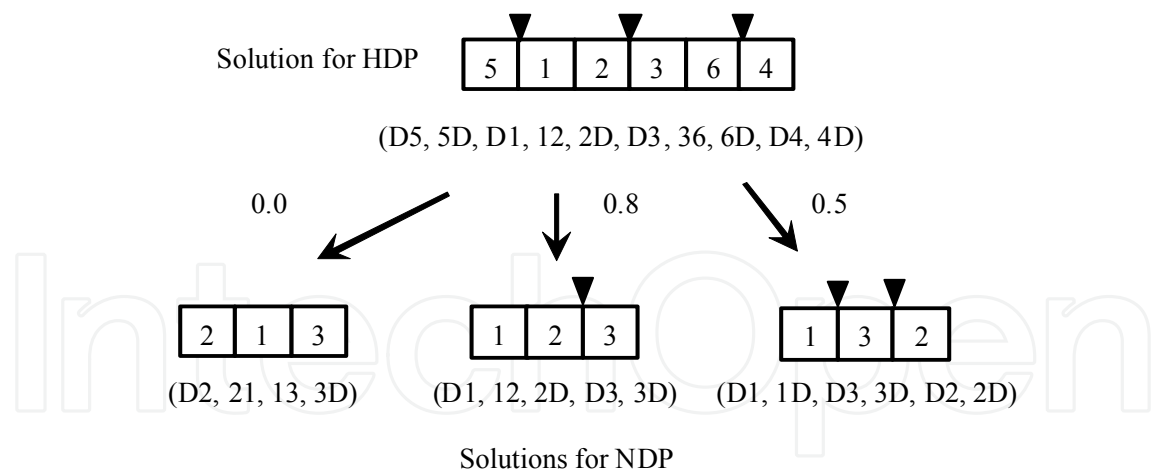 Solution for HDP
5 1 2 3 6 4
(D5, 5D, D1, 12, 2D, D3, 36, 6D, D4, 4D)
0.0 0.8 0.5
2 1 3 1 2 3 1 3 2
(D2, 21, 13, 3D) (D1, 12, 2D, D3, 3D) (D1, 1D, D3, 3D, D2, 2D)
Solutions for NDP
IntechOpen